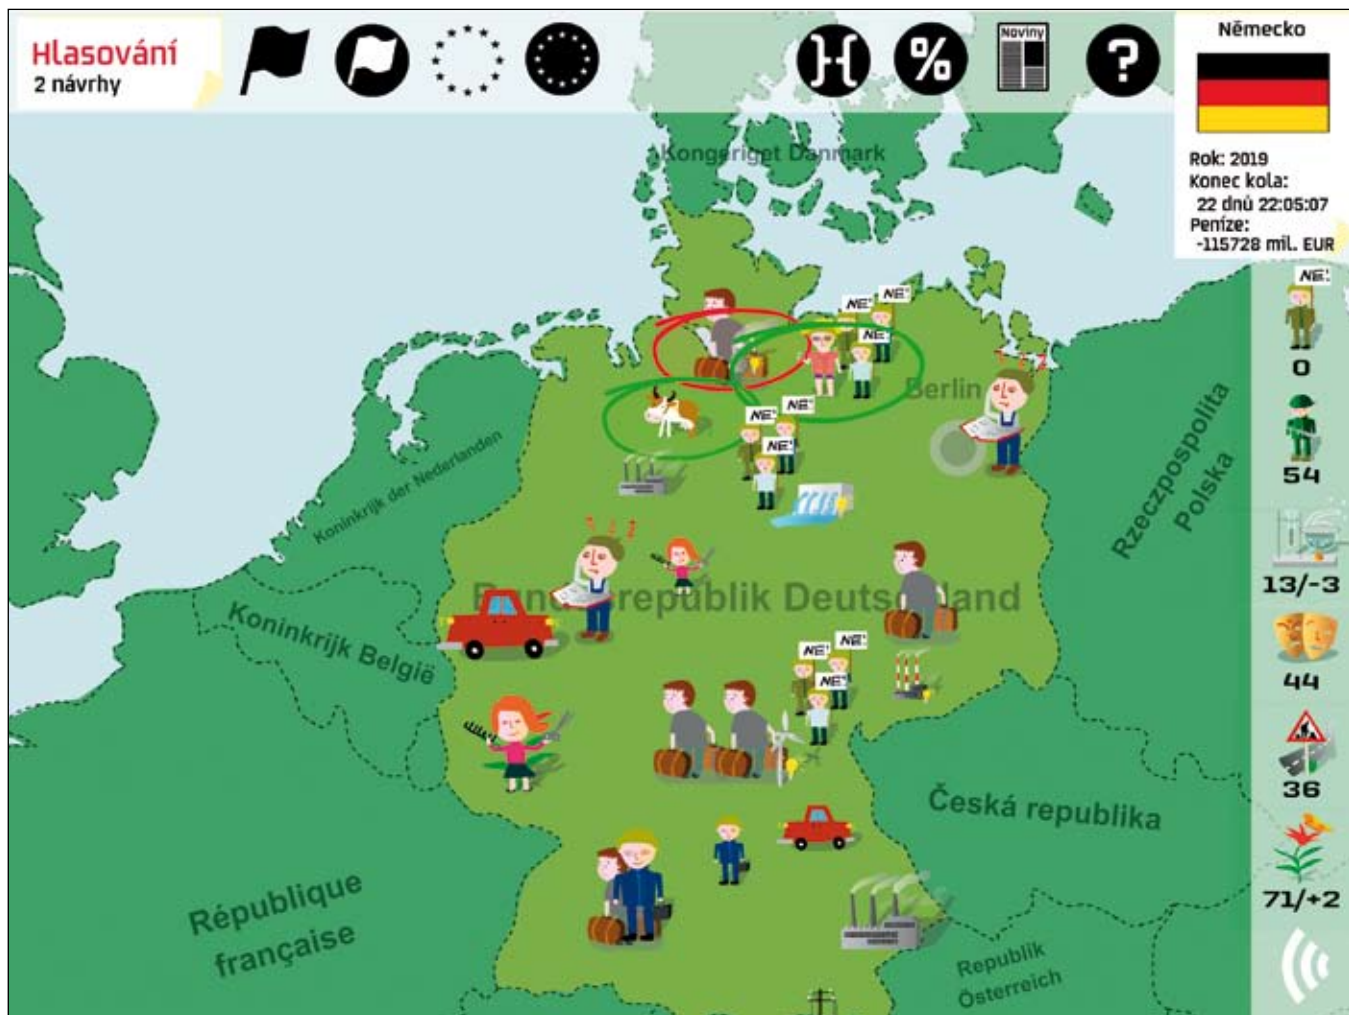 Hlasování
2 návrhy
}-{
%
Noviny
?
Německo
Rok: 2019
Konec kola:
22 dnů 22:05:07
Peníze:
-115728 mil. EUR
Kongeriget Danmark
NE!
0
NE!
NE!
NE!
Berlin
NE!
NE!
NE!
54
Koninkrijk der Nederlanden
Rzeczpospolita
Polska
13/-3
Bundesrepublik Deutschland
Koninkrijk België
NE!
NE!
NE!
44
36
Česká republika
71/+2
République
française
Republik
Österreich